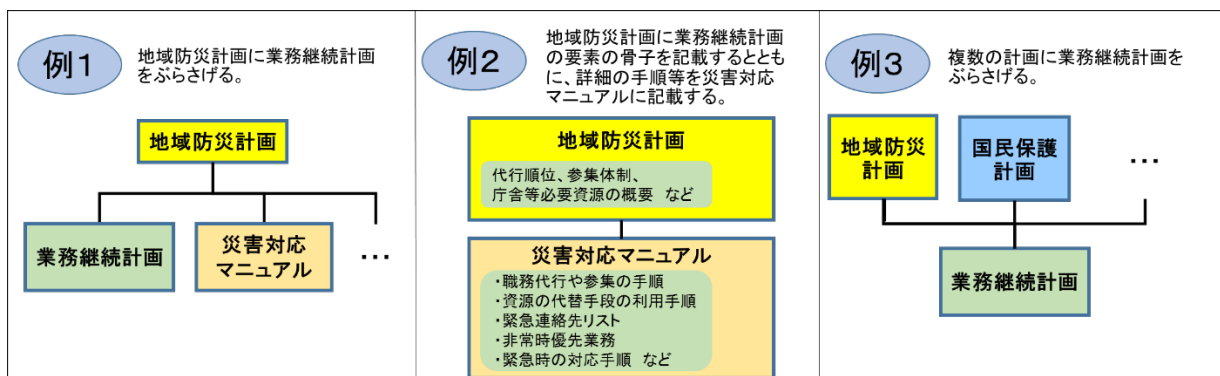 例1
地域防災計画に業務継続計画
をぶらさげる。
地域防災計画
業務継続計画
災害対応
マニュアル
…
例2
地域防災計画に業務継続計画
の要素の骨子を記載するととも
に、詳細の手順等を災害対応
マニュアルに記載する。
地域防災計画
代行順位、参集体制、
庁舎等必要資源の概要 など
災害対応マニュアル
・職務代行や参集の手順
・資源の代替手段の利用手順
・緊急連絡先リスト
・非常時優先業務
・緊急時の対応手順 など
例3
複数の計画に業務継続計画を
ぶらさげる。
地域防災
計画
国民保護
計画
…
業務継続計画